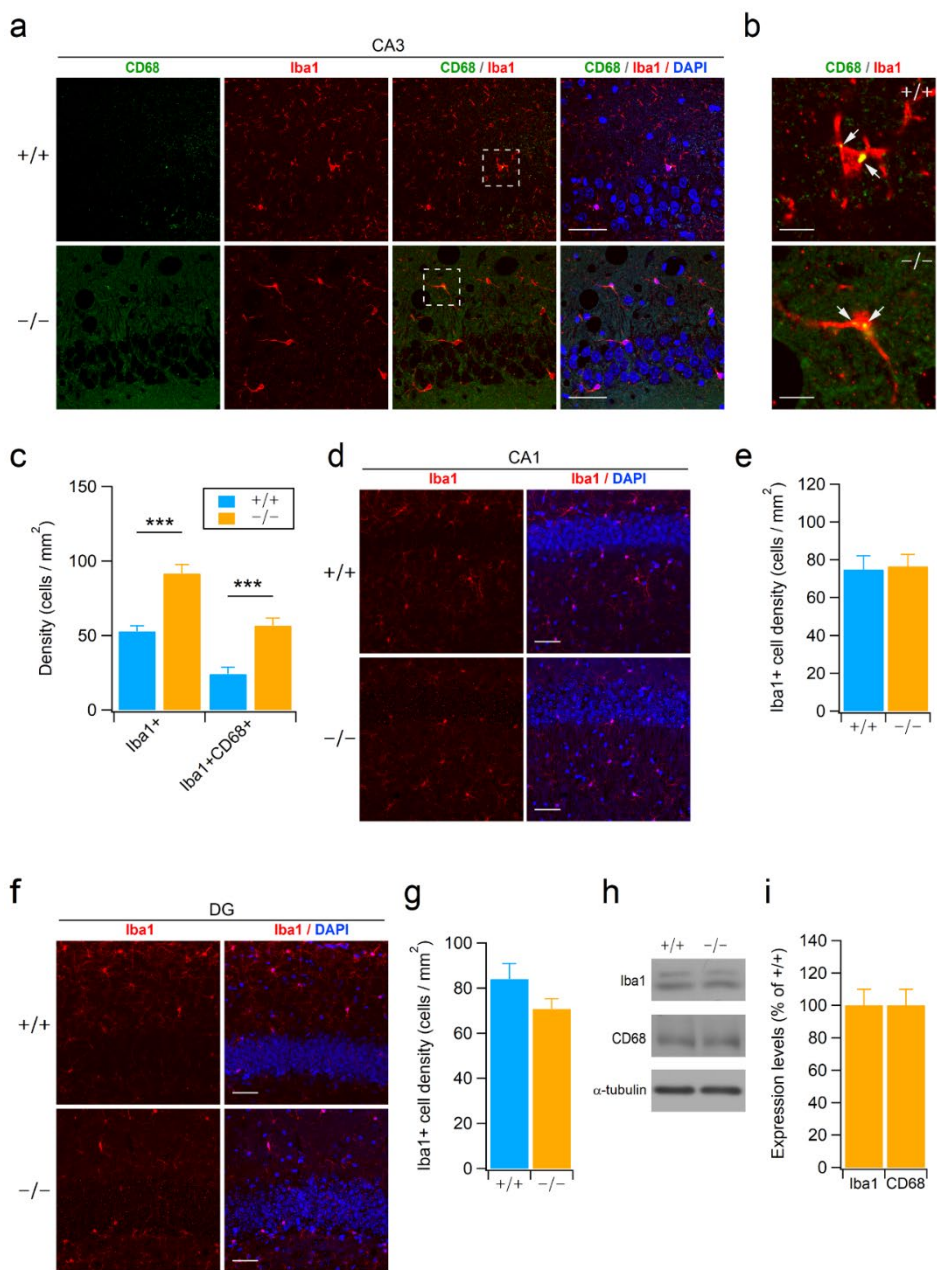 a
CA3
CD68
Iba1
CD68 / Iba1
CD68 / Iba1 / DAPI
+/+
−/−
b
CD68 / Iba1
+/+
−/−
c
Density (cells / mm²)
150
100
50
0
+/+
−/−
***
***
Iba1+
Iba1+CD68+
d
CA1
Iba1
Iba1 / DAPI
+/+
−/−
e
Iba1+ cell density (cells / mm²)
120
100
80
60
40
20
0
+/+
−/−
f
DG
Iba1
Iba1 / DAPI
+/+
−/−
g
Iba1+ cell density (cells / mm²)
100
80
60
40
20
0
+/+
−/−
h
+/+
−/−
Iba1
CD68
α-tubulin
i
Expression levels (% of +/+)
140
120
100
80
60
40
20
0
Iba1
CD68